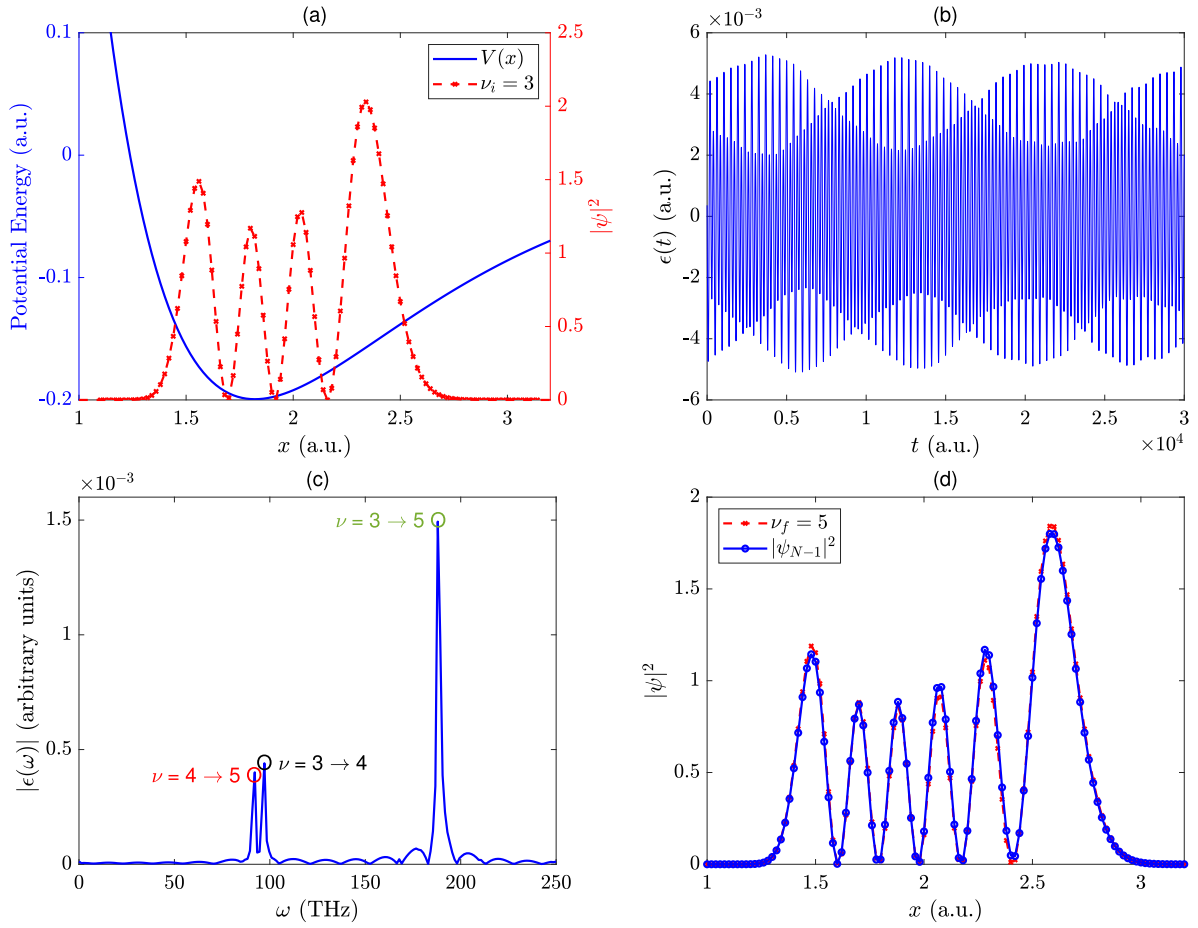 (a)
0.1
0
-0.1
-0.2
Potential Energy (a.u.)
2.5
2
1.5
1
0.5
0
|ψ|²
V(x)
ν_i = 3
1
1.5
2
2.5
3
x (a.u.)
(b)
×10⁻³
6
4
2
0
-2
-4
-6
ϵ(t) (a.u.)
0
0.5
1
1.5
2
2.5
3
×10⁴
t (a.u.)
(c)
×10⁻³
1.5
1
0.5
0
|ϵ(ω)| (arbitrary units)
ν = 3 → 5
ν = 4 → 5
ν = 3 → 4
0
50
100
150
200
250
ω (THz)
(d)
2
1.5
1
0.5
0
|ψ|²
ν_f = 5
|ψ_{N−1}|²
1
1.5
2
2.5
3
x (a.u.)